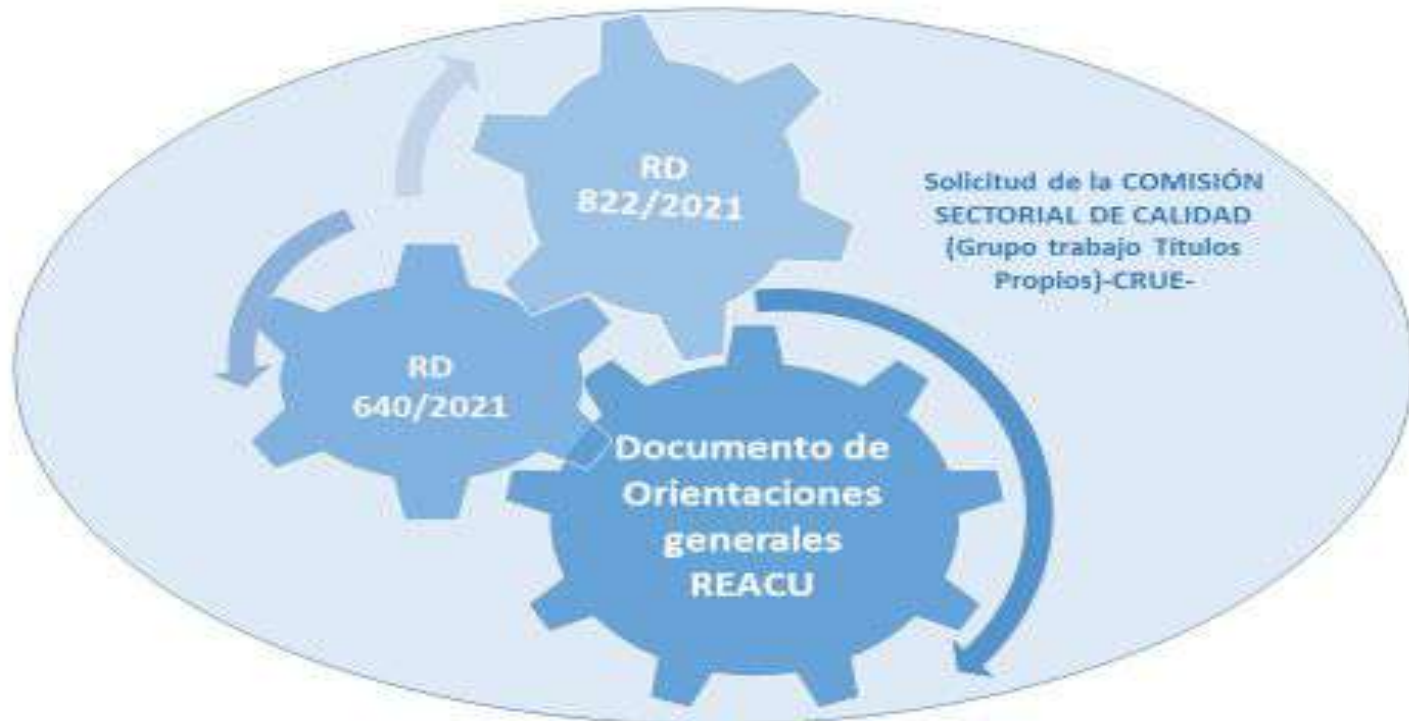 RD
822/2021
Solicitud de la COMISIÓN
SECTORIAL DE CALIDAD
(Grupo trabajo Títulos
Propios)-CRUE-
RD
640/2021
Documento de
Orientaciones
generales
REACU